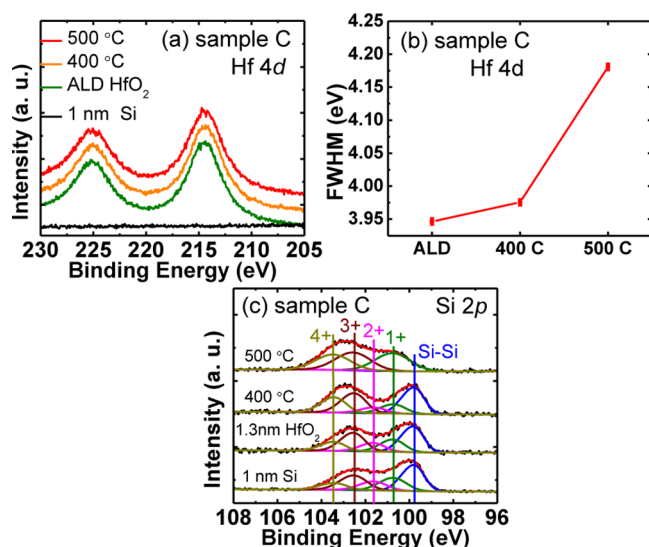 500 °C
400 °C
ALD HfO2
1 nm Si
(a) sample C
Hf 4d
Intensity (a. u.)
230 225 220 215 210 205
Binding Energy (eV)
(b) sample C
Hf 4d
4.25
4.20
4.15
4.10
4.05
4.00
3.95
FWHM (eV)
ALD 400 C 500 C
(c) sample C Si 2p
4+ 3+ 2+ 1+ Si-Si
500 °C
400 °C
1.3nm HfO2
1 nm Si
Intensity (a. u.)
108 106 104 102 100 98 96
Binding Energy (eV)